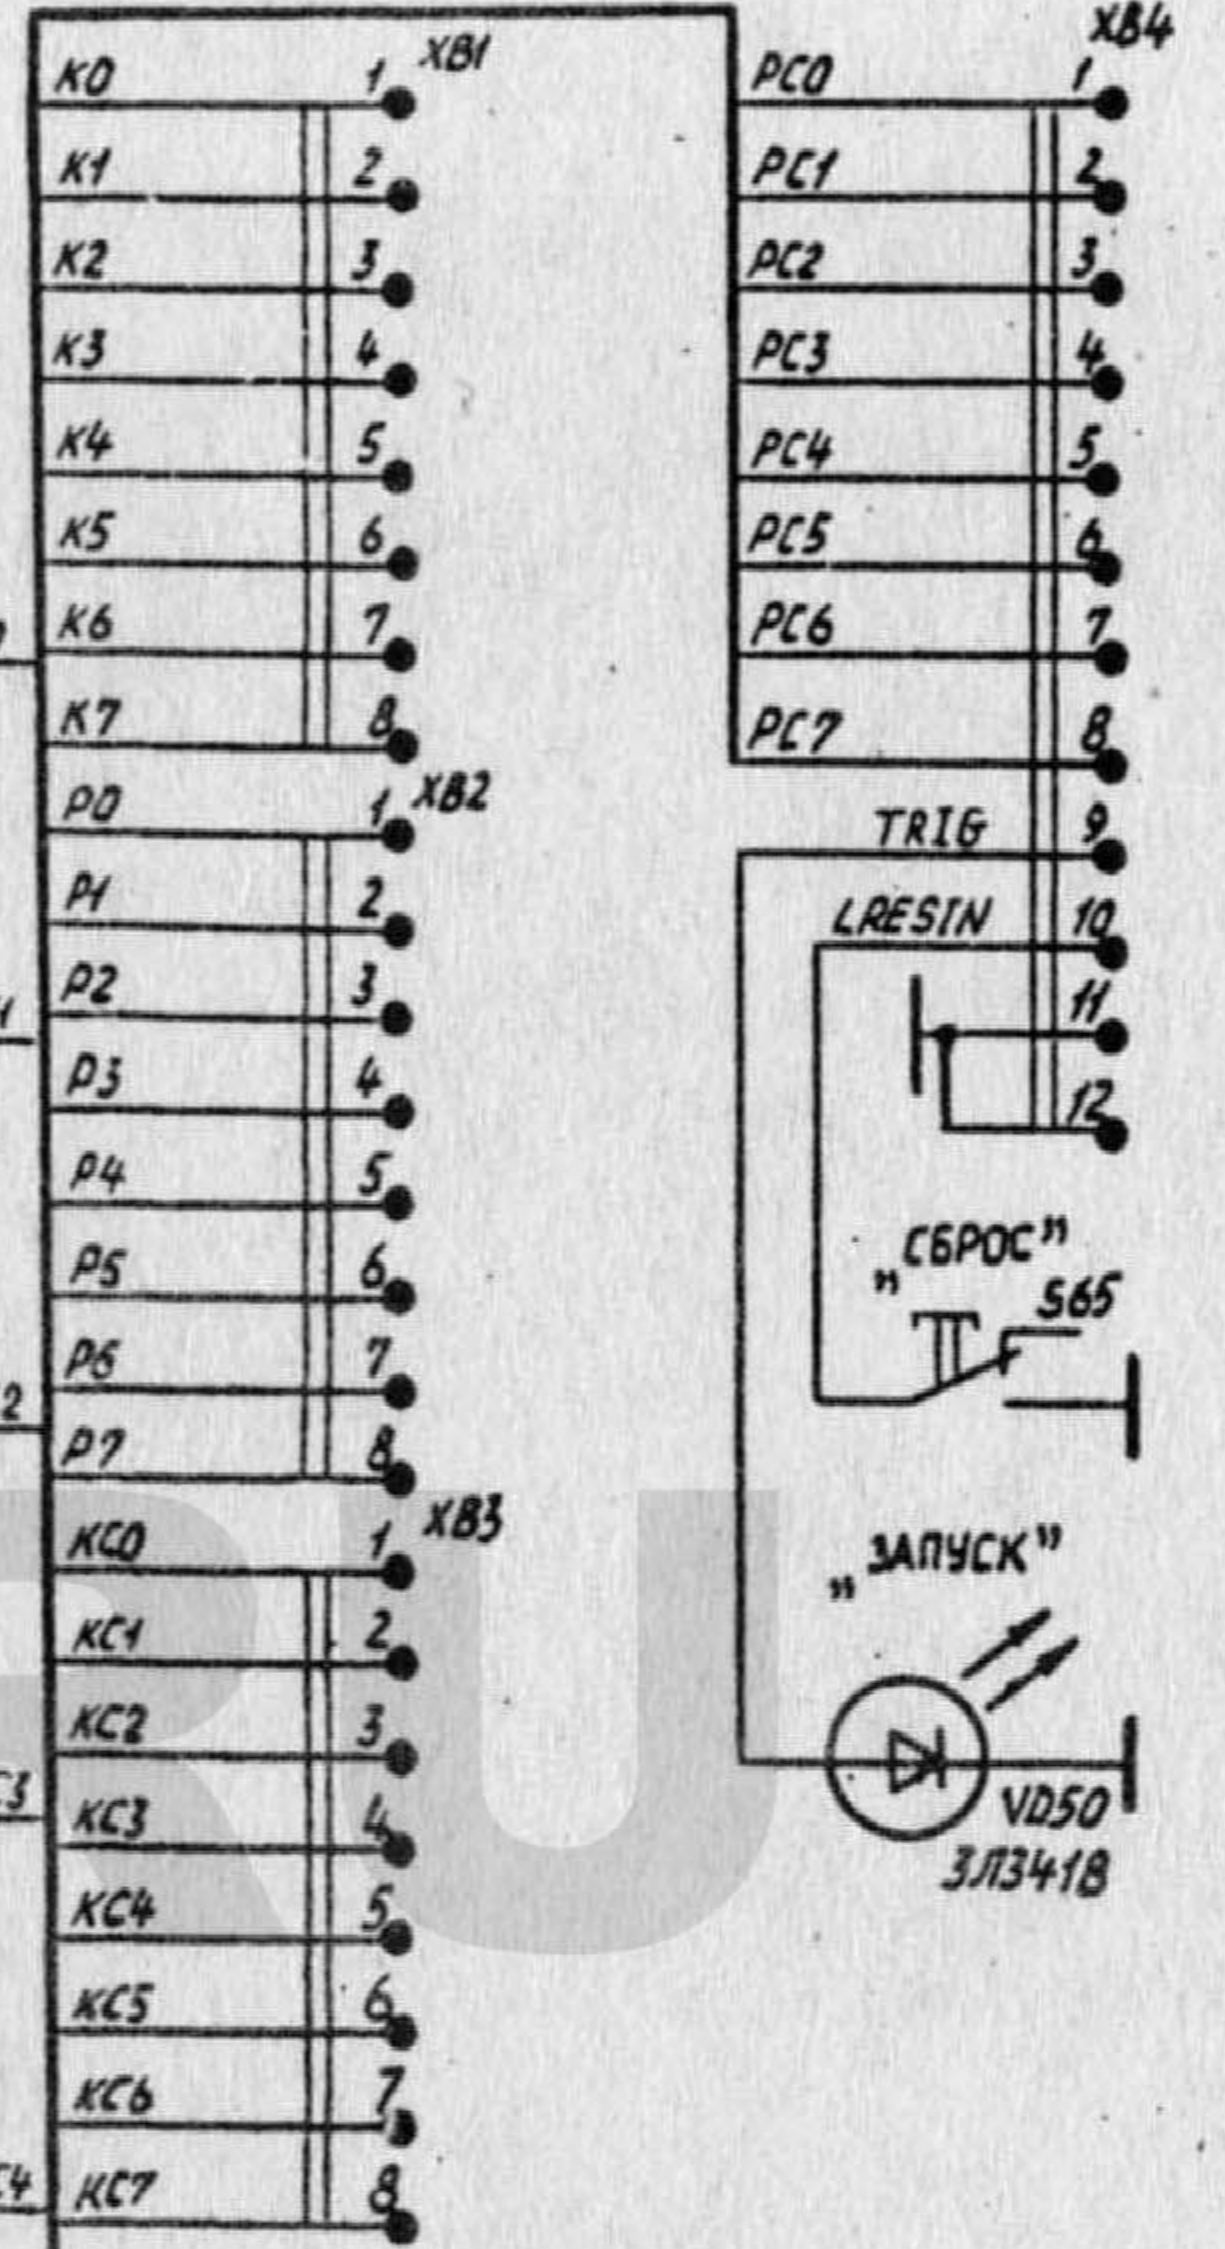 XB1
K0 1
K1 2
K2 3
K3 4
K4 5
K5 6
K6 7
K7 8
XB2
P0 1
P1 2
P2 3
P3 4
P4 5
P5 6
P6 7
P7 8
XB3
KC0 1
KC1 2
KC2 3
KC3 4
KC4 5
KC5 6
KC6 7
KC7 8
2
C3
C4
XB4
PC0 1
PC1 2
PC2 3
PC3 4
PC4 5
PC5 6
PC6 7
PC7 8
TRIG 9
LRESIN 10
11
12
„СБРОС”
S65
„ЗАПУСК”
VD50
3Л341В
RU